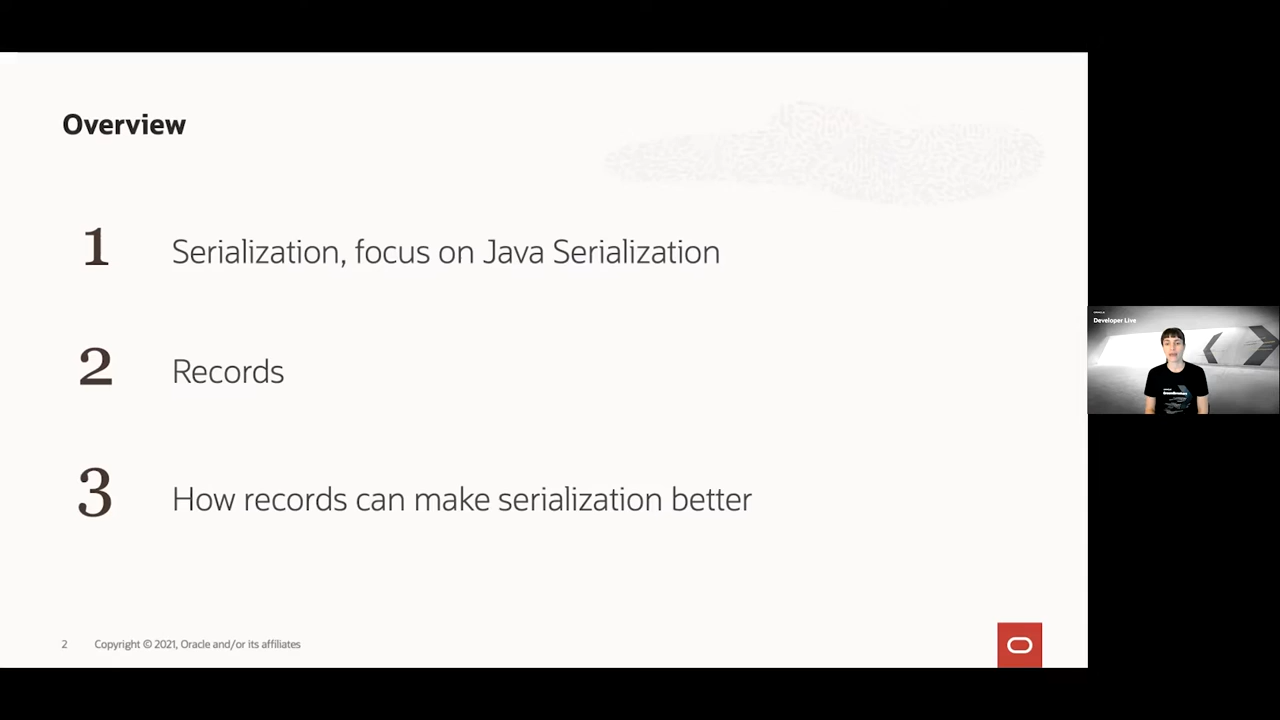 Overview
1 Serialization, focus on Java Serialization
2 Records
3 How records can make serialization better
2 Copyright © 2021, Oracle and/or its affiliates
ORACLE
Developer Live